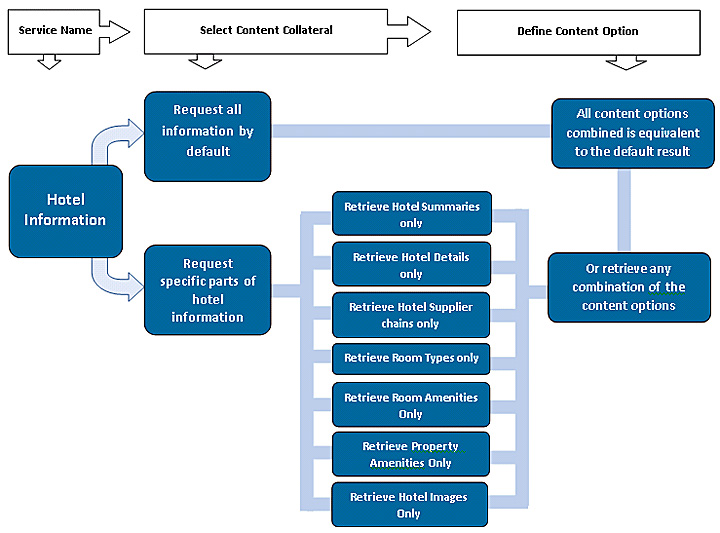 Service Name
Select Content Collateral
Define Content Option
Request all
information by
default
All content options
combined is equivalent
to the default result
Hotel
Information
Request
specific parts of
hotel
information
Retrieve Hotel Summaries
only
Retrieve Hotel Details
only
Retrieve Hotel Supplier
chains only
Retrieve Room Types only
Retrieve Room Amenities
Only
Retrieve Property
Amenities Only
Retrieve Hotel Images
Only
Or retrieve any
combination of the
content options